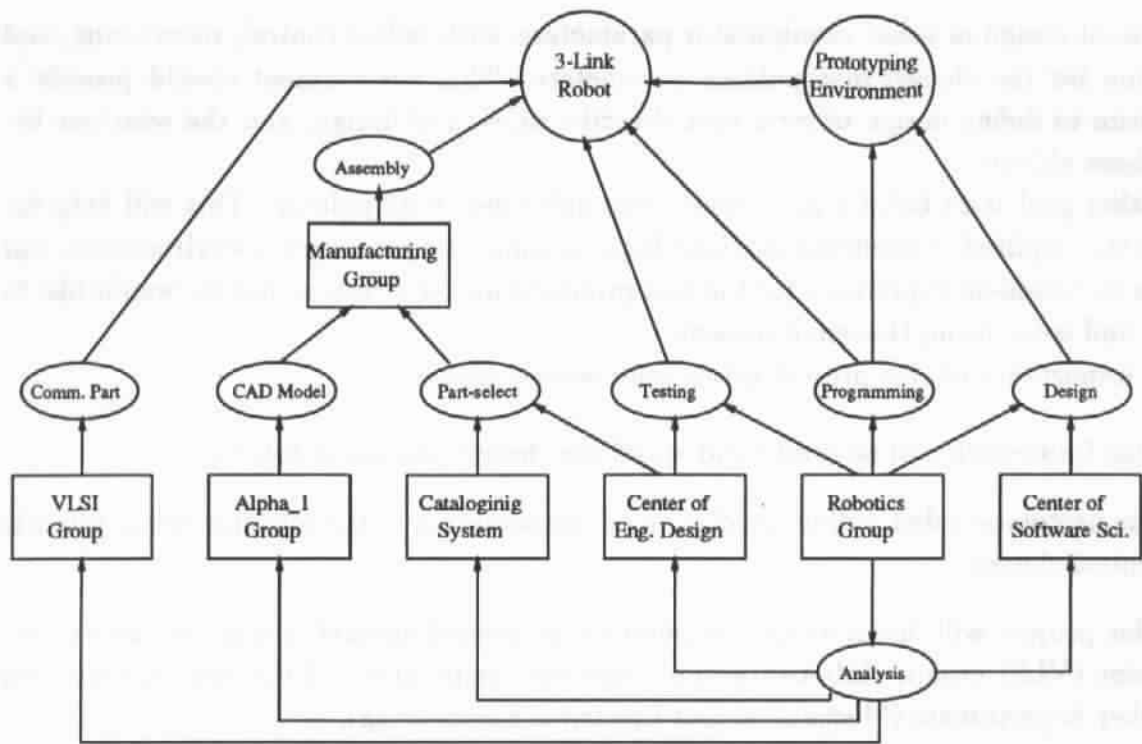 3-Link
Robot
Prototyping
Environment
Assembly
Manufacturing
Group
Comm. Part
CAD Model
Part-select
Testing
Programming
Design
VLSI
Group
Alpha_1
Group
Cataloginig
System
Center of
Eng. Design
Robotics
Group
Center of
Software Sci.
Analysis